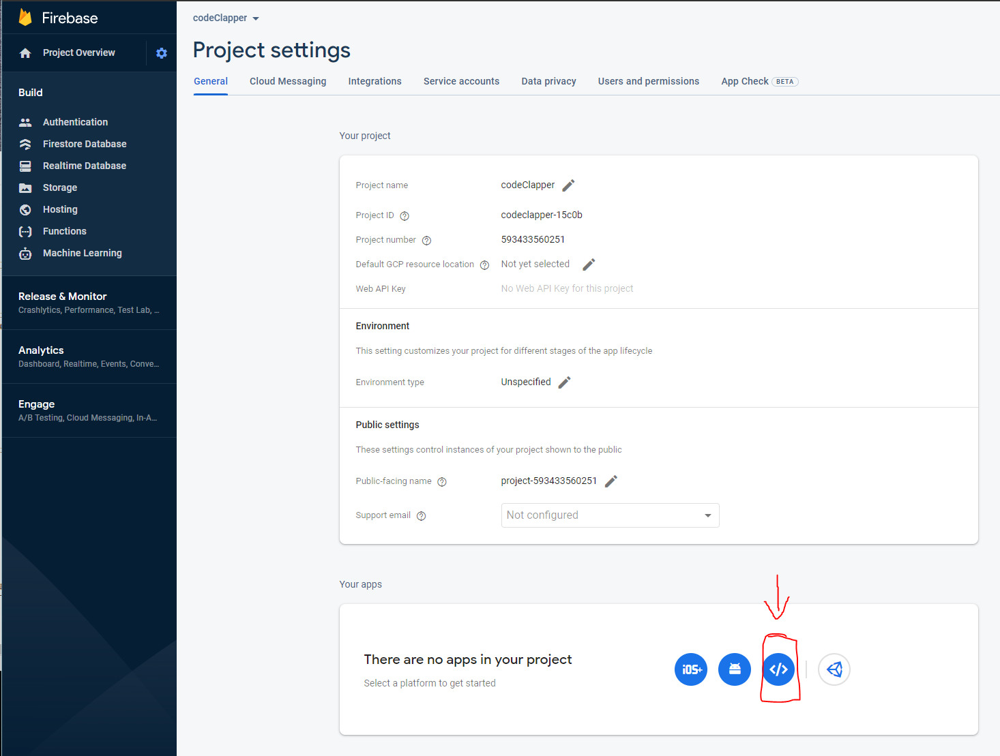 Firebase
Project Overview
Build
Authentication
Firestore Database
Realtime Database
Storage
Hosting
Functions
Machine Learning
Release & Monitor
Crashlytics, Performance, Test Lab, ...
Analytics
Dashboard, Realtime, Events, Conve...
Engage
A/B Testing, Cloud Messaging, In-A...
codeClapper
Project settings
General Cloud Messaging Integrations Service accounts Data privacy Users and permissions App Check BETA
Your project
Project name codeClapper
Project ID codeclapper-15c0b
Project number 593433560251
Default GCP resource location Not yet selected
Web API Key No Web API Key for this project
Environment
This setting customizes your project for different stages of the app lifecycle
Environment type Unspecified
Public settings
These settings control instances of your project shown to the public
Public-facing name project-593433560251
Support email Not configured
Your apps
There are no apps in your project
Select a platform to get started
iOS+ </>